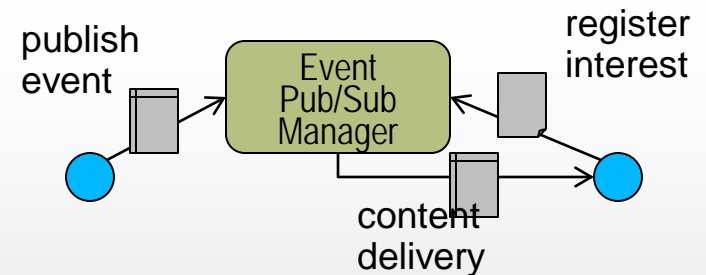 publish
event
Event
Pub/Sub
Manager
register
interest
content
delivery